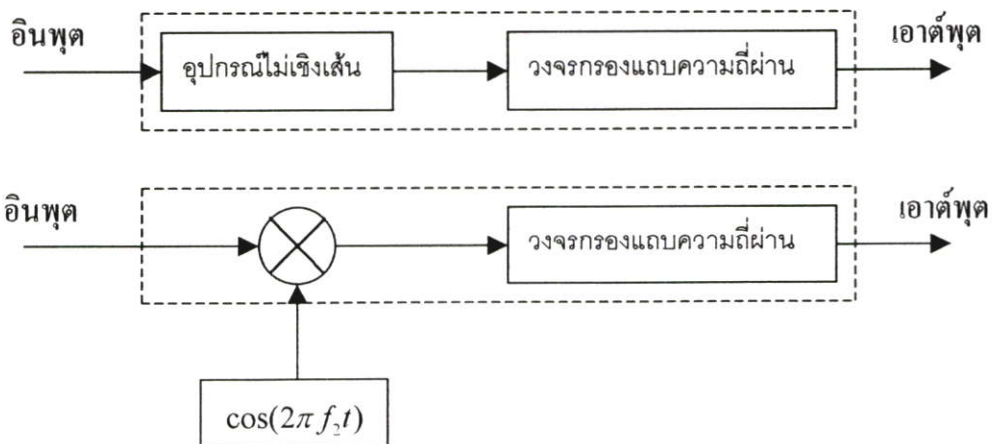 อินพุต
เอาต์พุต
อุปกรณ์ไม่เชิงเส้น
วงจรกรองแถบความถี่ผ่าน
อินพุต
เอาต์พุต
วงจรกรองแถบความถี่ผ่าน
cos(2π f₂t)